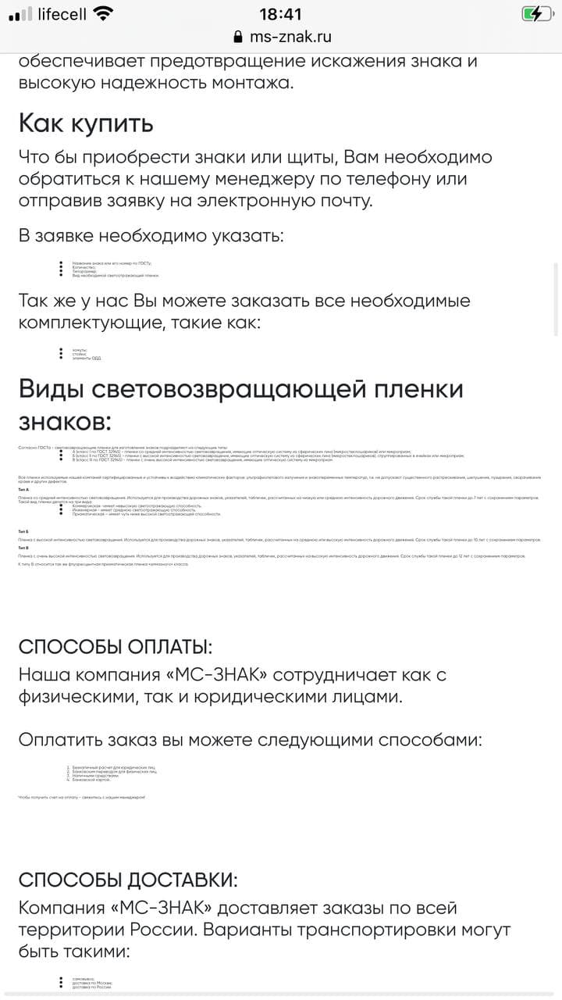 lifecell
18:41
ms-znak.ru
обеспечивает предотвращение искажения знака и
высокую надежность монтажа.
Как купить
Что бы приобрести знаки или щиты, Вам необходимо
обратиться к нашему менеджеру по телефону или
отправив заявку на электронную почту.
В заявке необходимо указать:
Название знака или его номер по ГОСТу;
Количество;
Типоразмер;
Вид необходимой светоотражающей пленки.
Так же у нас Вы можете заказать все необходимые
комплектующие, такие как:
хомуты;
стойки;
элементы ОДД.
Виды световозвращающей пленки
знаков:
Согласно ГОСТа - световозвращающие пленки для изготовления знаков подразделяют на следующие типы:
А (класс I по ГОСТ 32945) - пленки со средней интенсивностью световозвращения, имеющие оптическую систему из сферических линз (микростеклошариков) или микропризм;
Б (класс II по ГОСТ 32945) - пленки с высокой интенсивностью световозвращения, имеющие оптическую систему из сферических линз (микростеклошариков), сгруппированных в ячейках или микропризм;
В (класс III по ГОСТ 32945) - пленки с очень высокой интенсивностью световозвращения, имеющие оптическую систему из микропризм.
Все пленки используемые нашей компанией сертифицированные и устойчивы к воздействию климатических факторов: ультрафиолетового излучения и знакопеременных температур, т.е. не допускают существенного растрескивания, шелушения, пузырения, сворачивания
краев и других дефектов.
Тип А
Пленка со средней интенсивностью световозвращения. Используется для производства дорожных знаков, указателей, табличек, рассчитанных на низкую или среднюю интенсивность дорожного движения. Срок службы такой пленки до 7 лет с сохранением параметров.
Такой вид пленки делится на три вида:
Коммерческая -имеет невысокую светоотражающую способность.
Инженерная – имеет среднюю светоотражающую способность.
Призматическая – имеет чуть ниже высокой светоотражающей способности.
Тип Б
Пленка с высокой интенсивностью световозвращения. Используется для производства дорожных знаков, указателей, табличек, рассчитанных на среднюю или высокую интенсивность дорожного движения. Срок службы такой пленки до 10 лет с сохранением параметров.
Тип В
Пленка с очень высокой интенсивностью световозвращения. Используется для производства дорожных знаков, указателей, табличек, рассчитанных на высокую интенсивность дорожного движения. Срок службы такой пленки до 12 лет с сохранением параметров.
К типу В относится так же флуоресцентная призматическая пленка «алмазного» класса.
СПОСОБЫ ОПЛАТЫ:
Наша компания «МС-ЗНАК» сотрудничает как с
физическими, так и юридическими лицами.
Оплатить заказ вы можете следующими способами:
1. Безналичный расчет для юридических лиц.
2. Банковским переводом для физических лиц.
3. Наличными средствами.
4. Банковской картой.
Чтобы получить счет на оплату – свяжитесь с нашим менеджером!
СПОСОБЫ ДОСТАВКИ:
Компания «МС-ЗНАК» доставляет заказы по всей
территории России. Варианты транспортировки могут
быть такими:
самовывоз;
доставка по Москве;
доставка по России